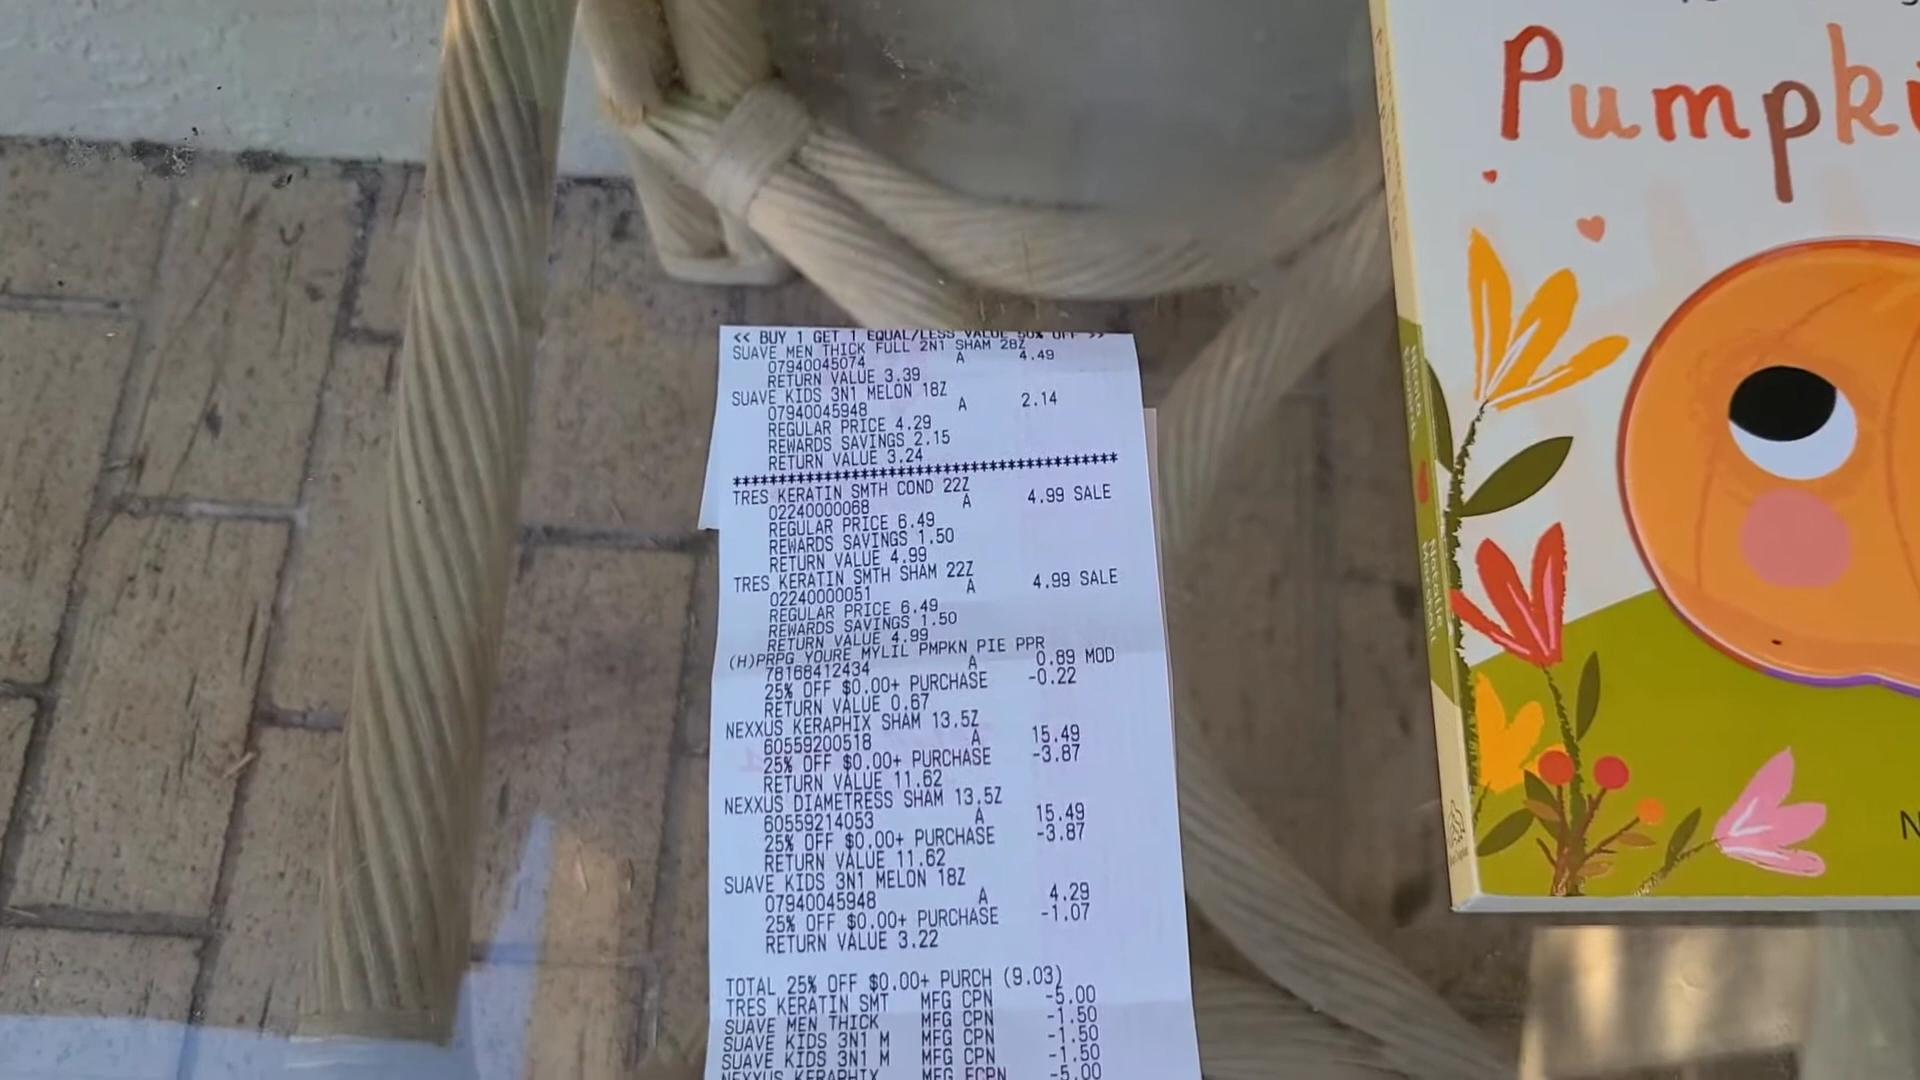 << BUY 1 GET 1 EQUAL/LESS VALUE 50% OFF >>
SUAVE MEN THICK FULL 2N1 SHAM 28Z
07940045074 A 4.49
RETURN VALUE 3.39
SUAVE KIDS 3N1 MELON 18Z
07940045948 A 2.14
REGULAR PRICE 4.29
REWARDS SAVINGS 2.15
RETURN VALUE 3.24
*****************************************
TRES KERATIN SMTH COND 22Z
02240000068 A 4.99 SALE
REGULAR PRICE 6.49
REWARDS SAVINGS 1.50
RETURN VALUE 4.99
TRES KERATIN SMTH SHAM 22Z
02240000051 A 4.99 SALE
REGULAR PRICE 6.49
REWARDS SAVINGS 1.50
RETURN VALUE 4.99
(H)PRPG YOURE MYLIL PMPKN PIE PPR
78168412434 A 0.89 MOD
25% OFF $0.00+ PURCHASE -0.22
RETURN VALUE 0.67
NEXXUS KERAPHIX SHAM 13.5Z
60559200518 A 15.49
25% OFF $0.00+ PURCHASE -3.87
RETURN VALUE 11.62
NEXXUS DIAMETRESS SHAM 13.5Z
60559214053 A 15.49
25% OFF $0.00+ PURCHASE -3.87
RETURN VALUE 11.62
SUAVE KIDS 3N1 MELON 18Z
07940045948 A 4.29
25% OFF $0.00+ PURCHASE -1.07
RETURN VALUE 3.22
TOTAL 25% OFF $0.00+ PURCH (9.03)
TRES KERATIN SMT MFG CPN -5.00
SUAVE MEN THICK MFG CPN -1.50
SUAVE KIDS 3N1 M MFG CPN -1.50
SUAVE KIDS 3N1 M MFG CPN -1.50
NEXXUS KERAPHIX MFG ECPN -5.00
Pumpki
N